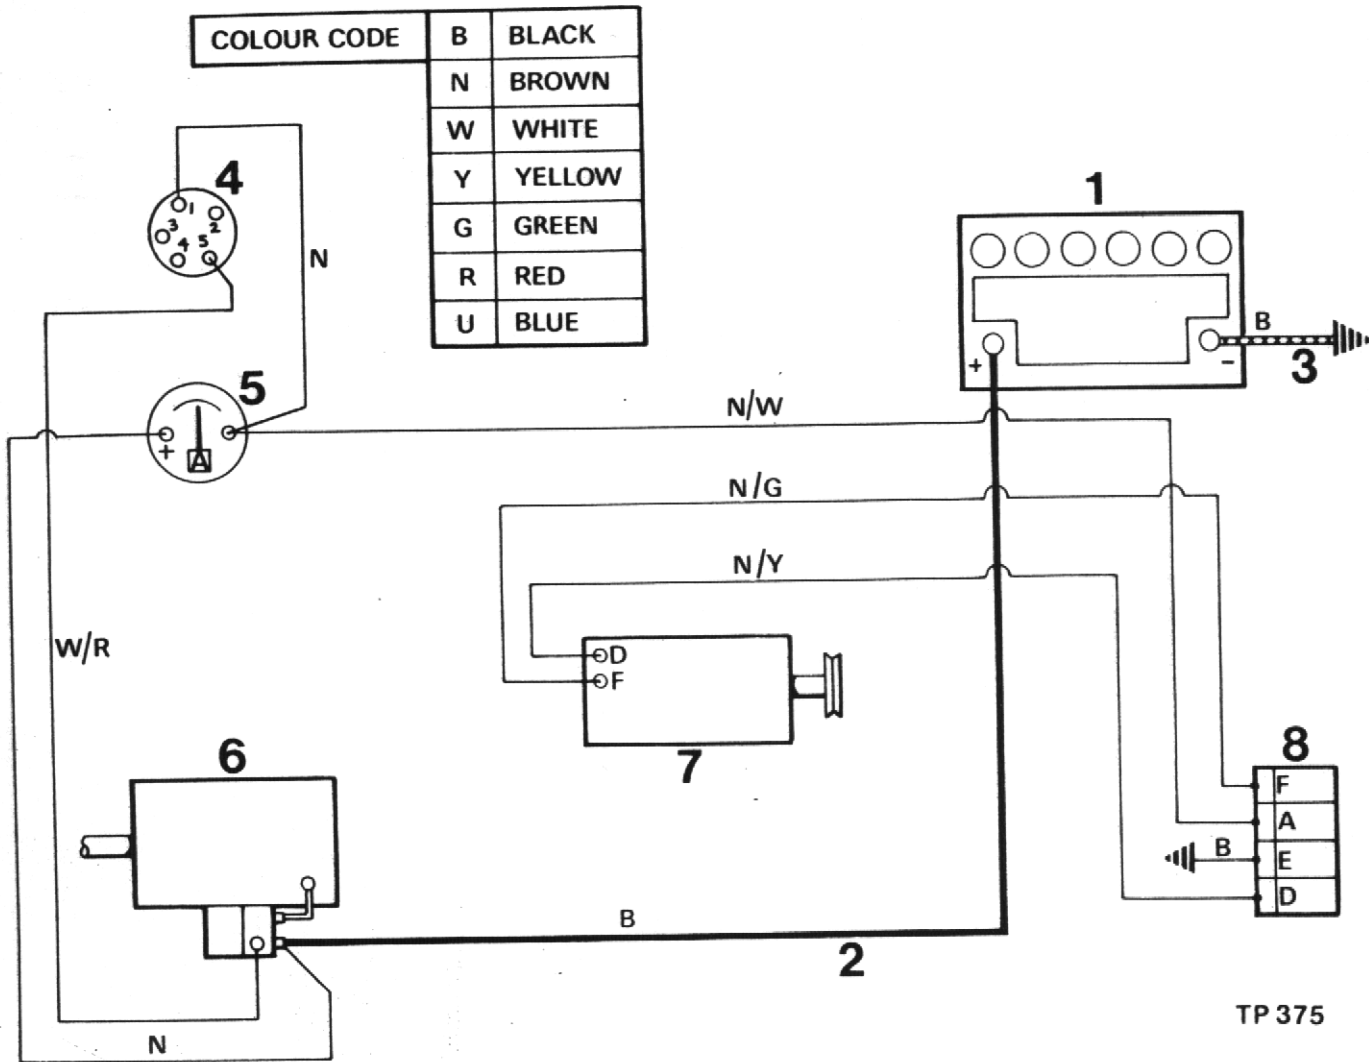 COLOUR CODE
B BLACK
N BROWN
W WHITE
Y YELLOW
G GREEN
R RED
U BLUE
1
4
1
2
3
4 5
N
+
-
B
3
5
+
A
N/W
N/G
N/Y
W/R
D
F
7
6
8
F
A
B
E
D
B
2
N
TP 375